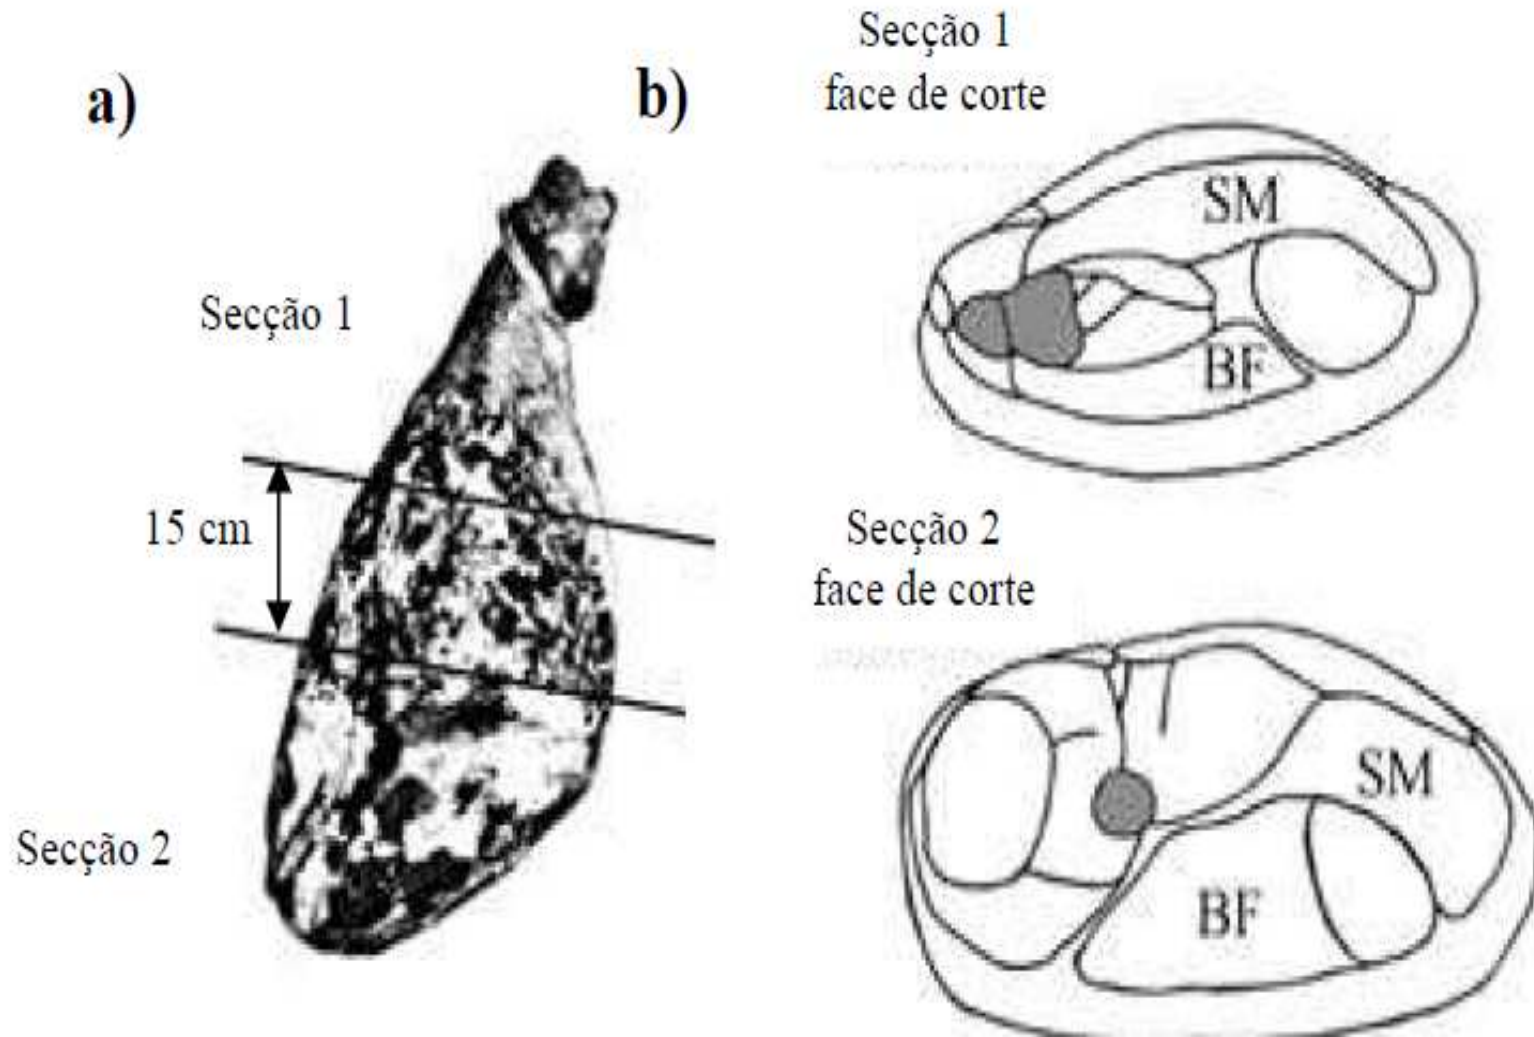 a)
Secção 1
15 cm
Secção 2
b)
Secção 1
face de corte
SM
BF
Secção 2
face de corte
SM
BF